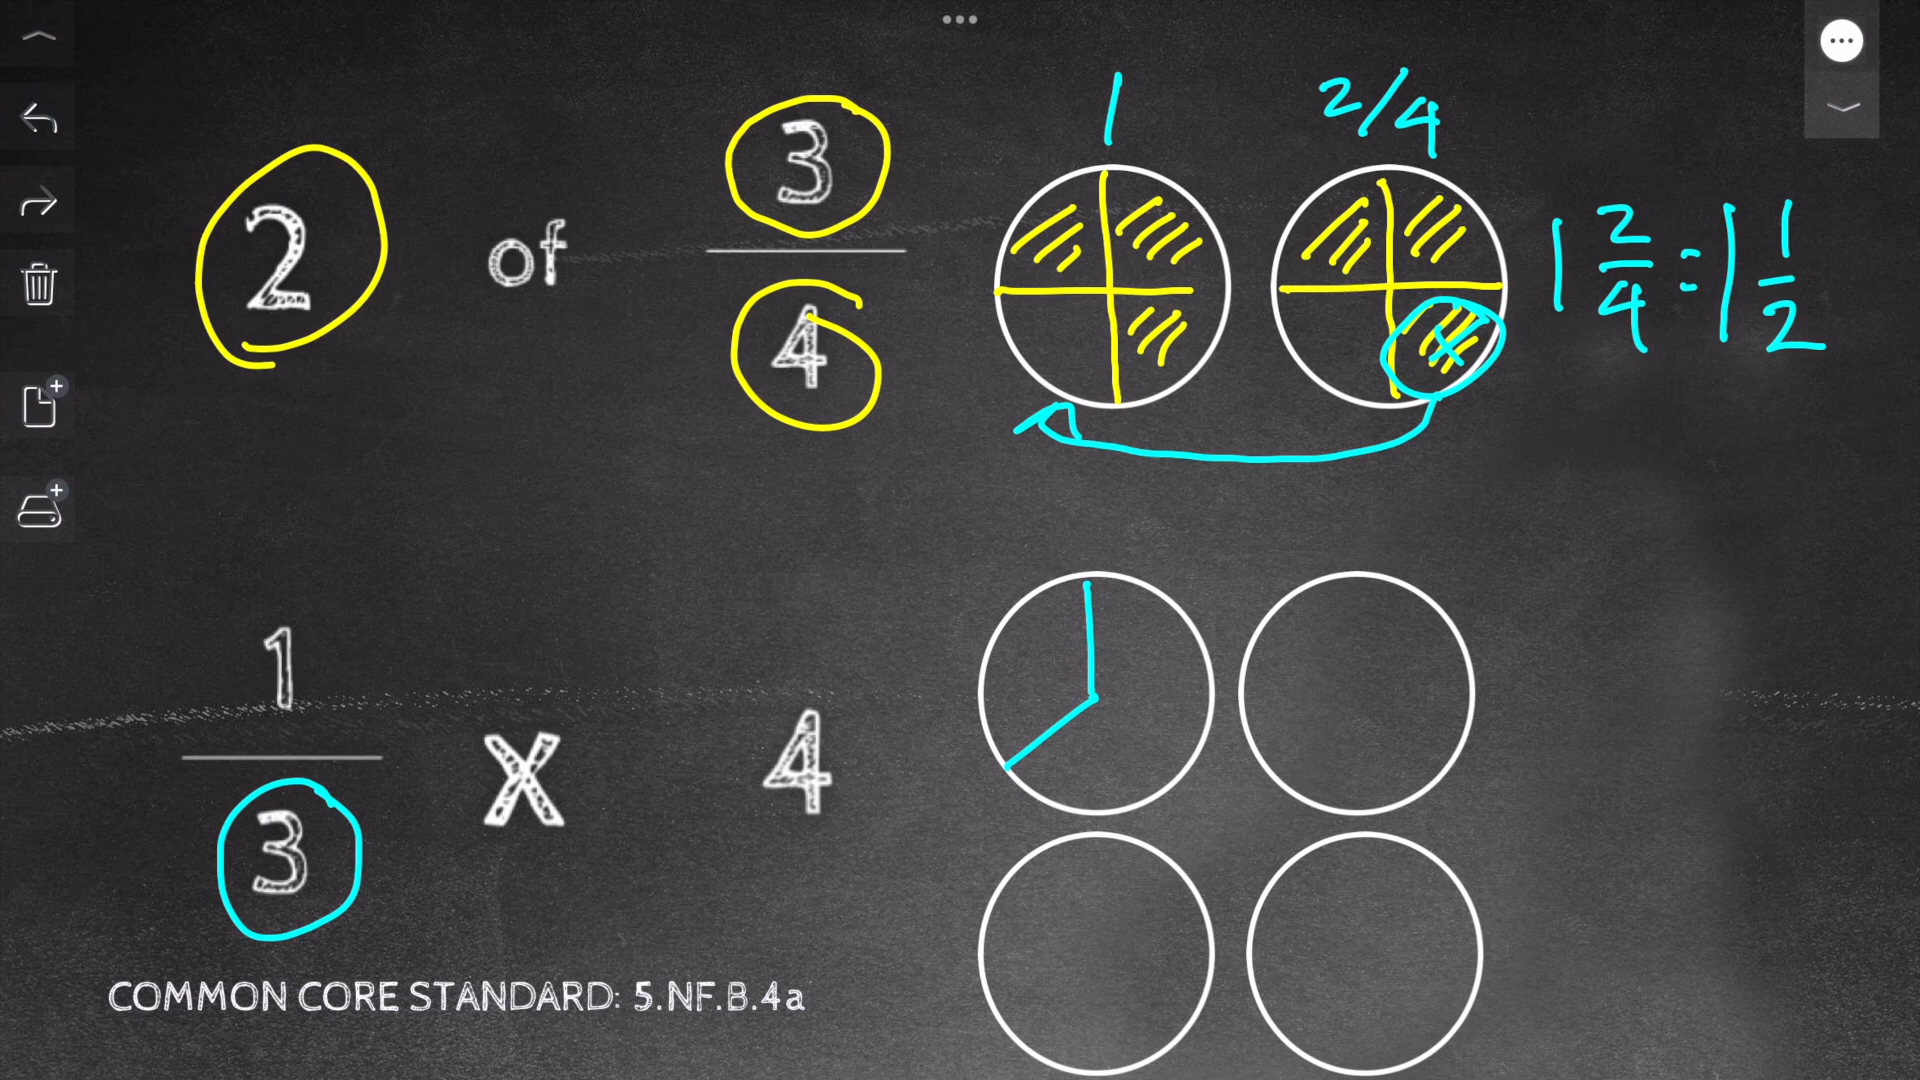 2 of 3/4
1 2/4
1 2/4 = 1 1/2
1/3 X 4
COMMON CORE STANDARD: 5.NF.B.4a